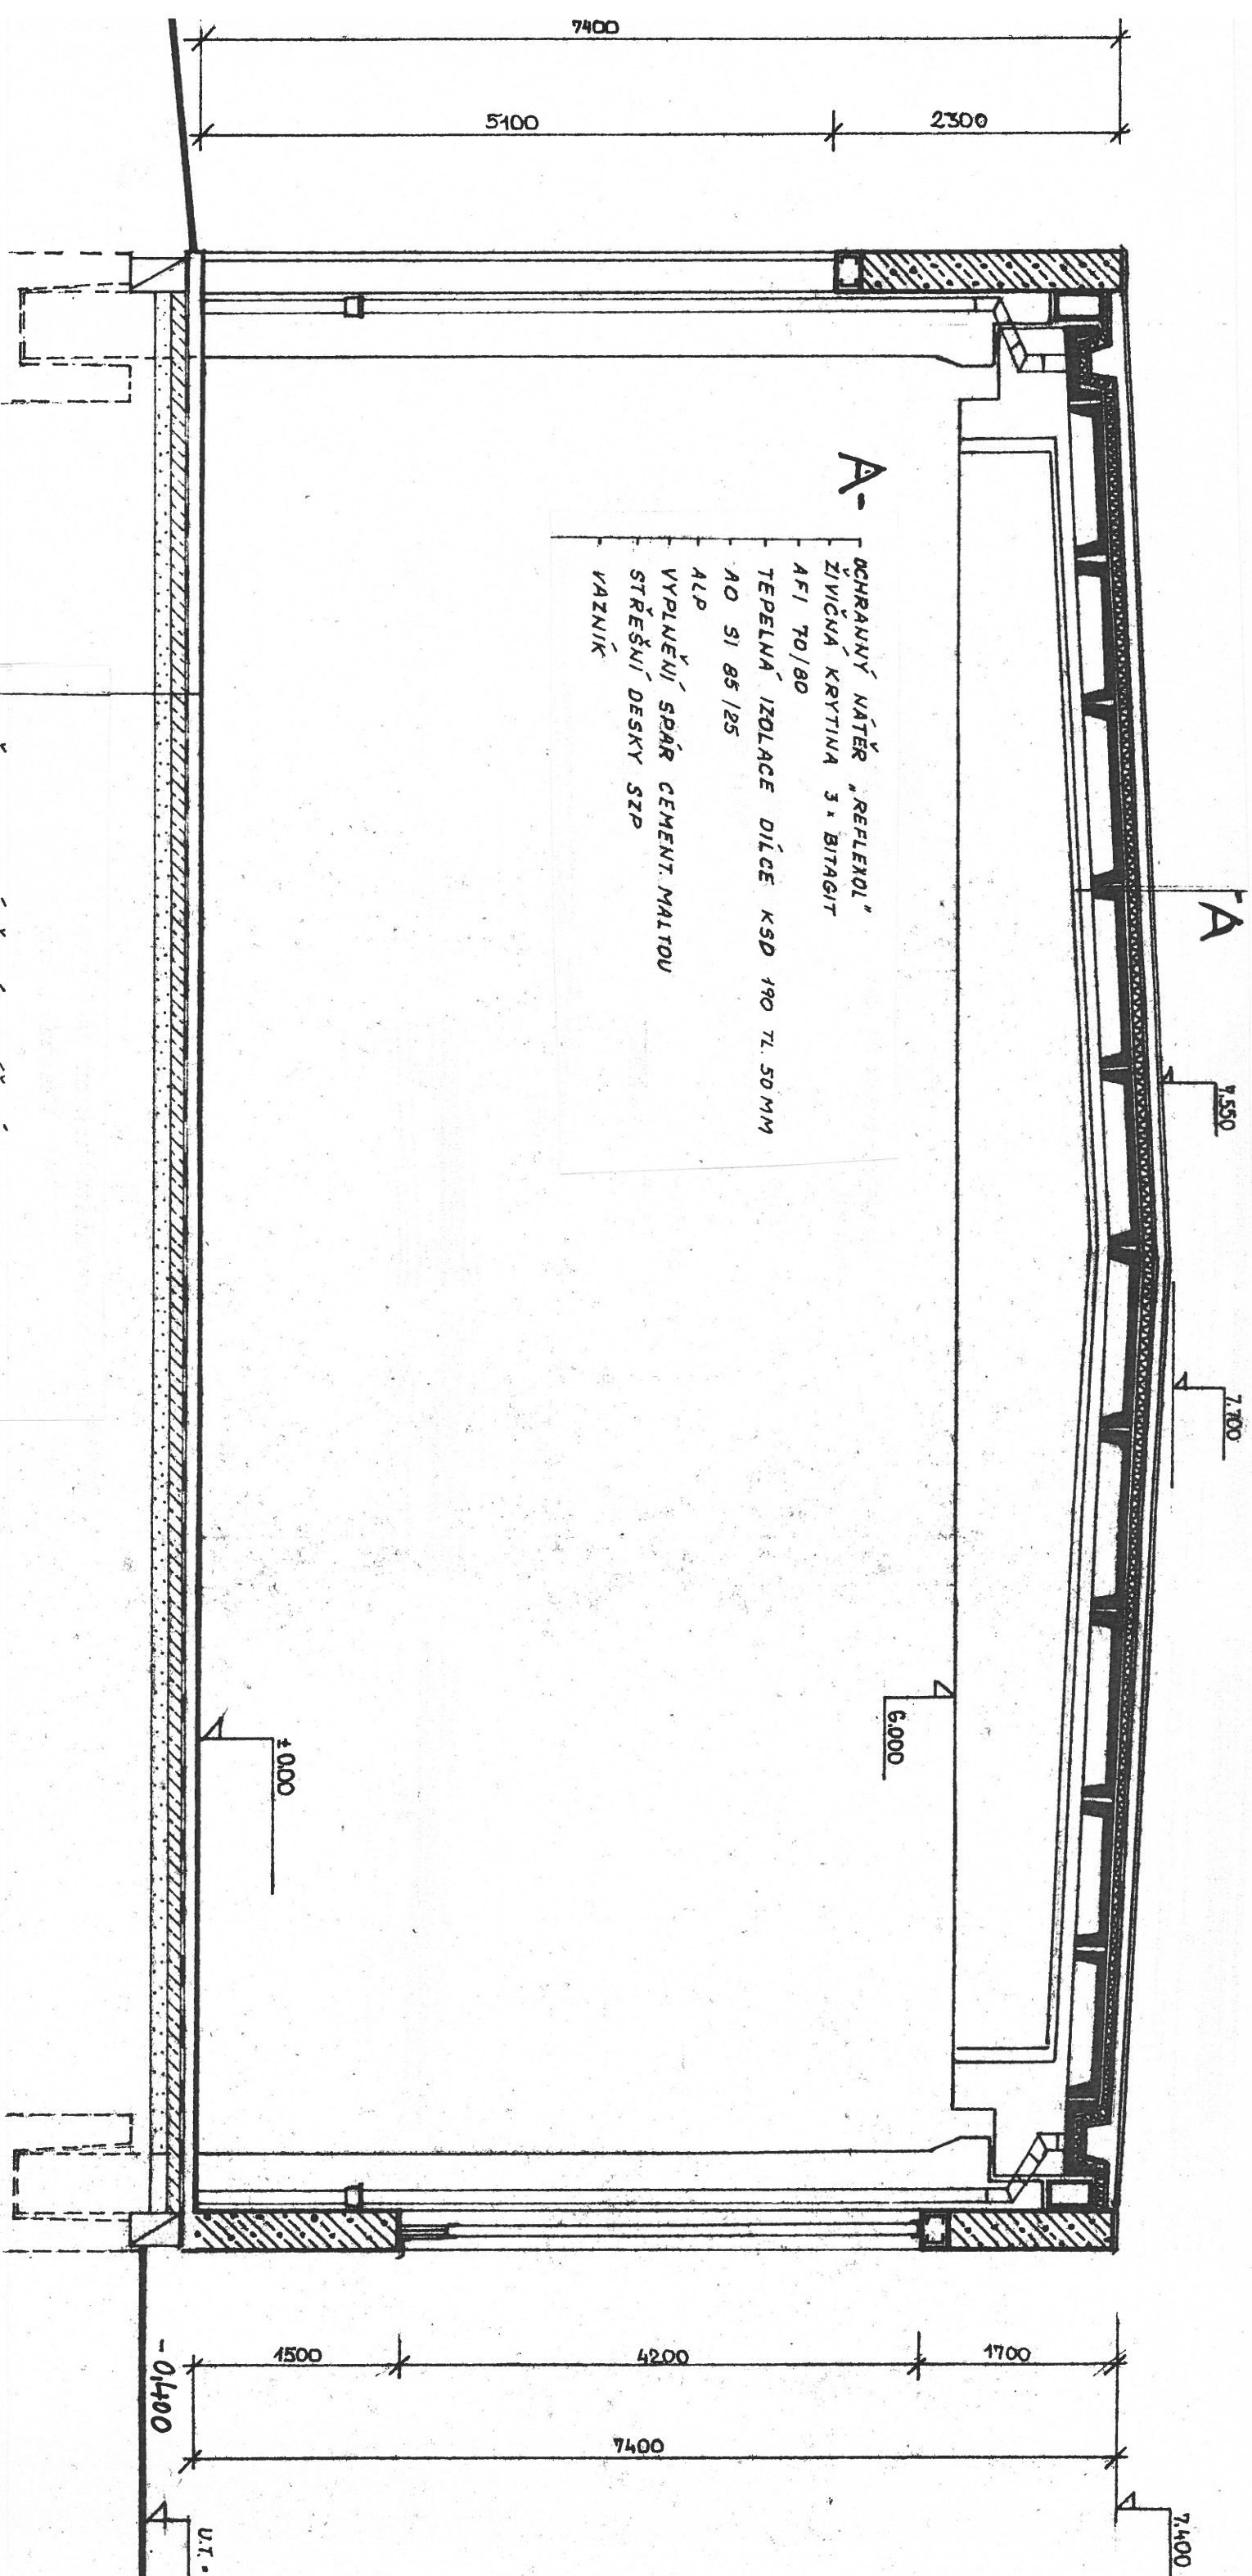 7400
5100
2300
A
7.550
7.700
A-
OCHRANNÝ NÁTĚR „REFLEXOL"
ŽIVIČNÁ KRYTINA 3× BITAGIT
AFI 70/80
TEPELNÁ IZOLACE DÍLCE KSD 190 TL. 50 MM
AO SI 85/25
ALP
VYPLNĚNÍ SPÁR CEMENT. MALTOU
STŘEŠNÍ DESKY SZP
VAZNÍK
6.000
±0.00
1500
4200
1700
7400
-0,400
7.400
U.T. =